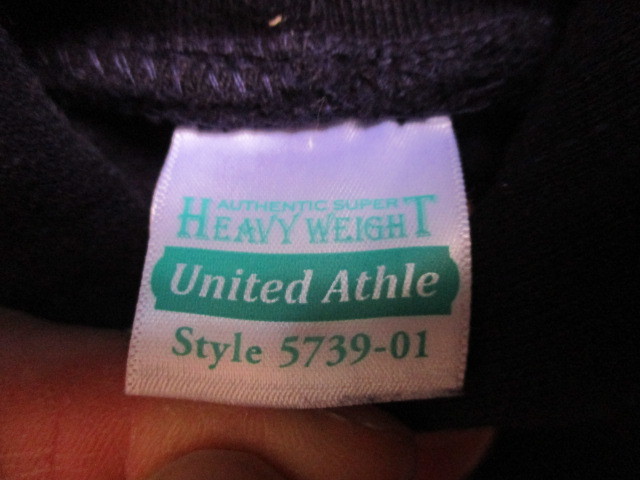 AUTHENTIC SUPER
HEAVY WEIGHT
United Athle
Style 5739-01